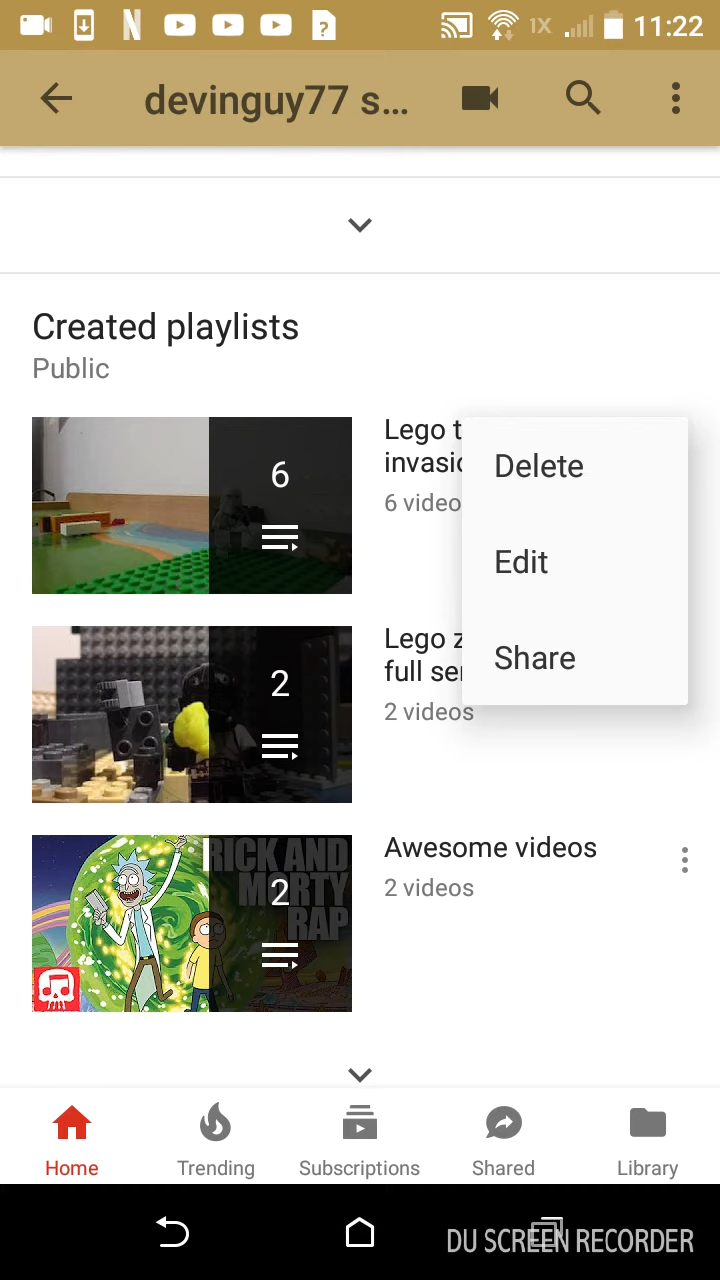 1X
11:22
devinguy77 s...
Created playlists
Public
6
Lego t
invasio
6 video
Delete
Edit
Share
2
Lego z
full se
2 videos
RICK AND
MORTY
RAP
2
Awesome videos
2 videos
Home
Trending
Subscriptions
Shared
Library
DU SCREEN RECORDER